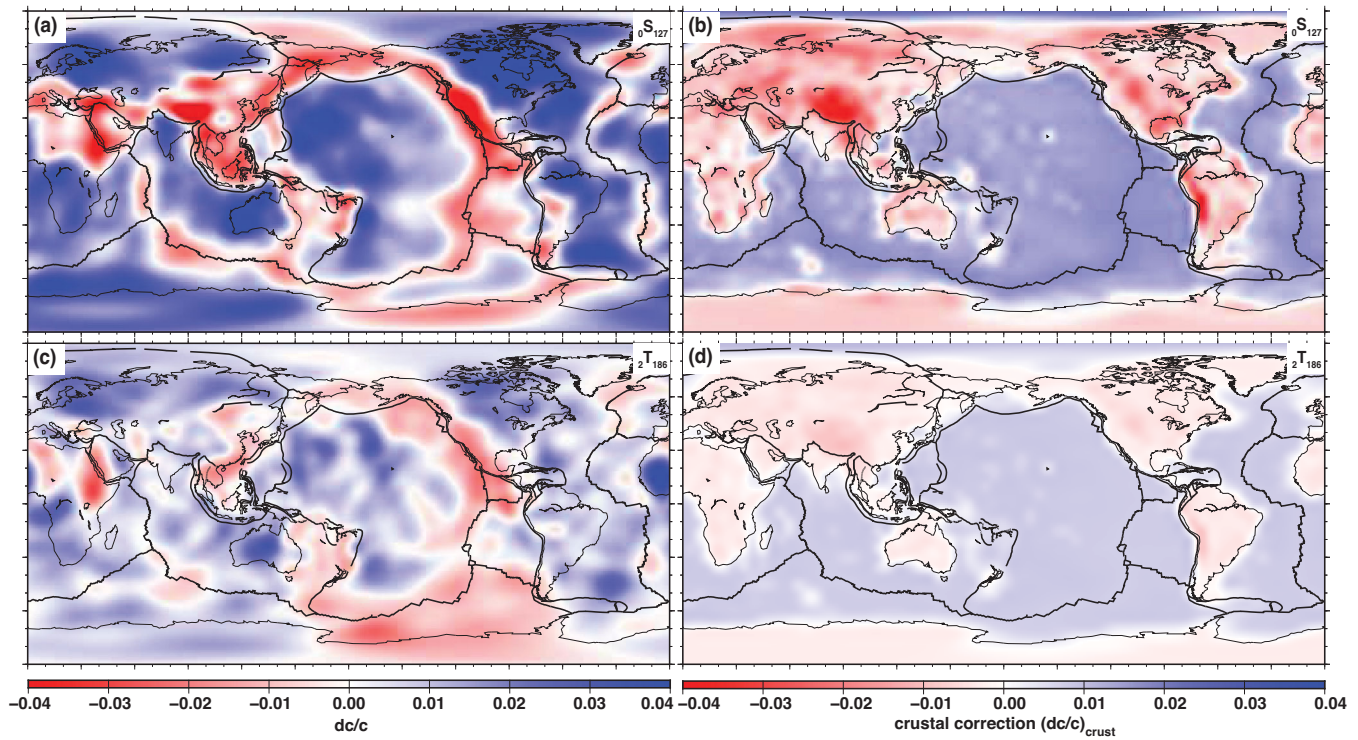 (a)
₀S₁₂₇
(b)
₀S₁₂₇
(c)
₂T₁₈₆
(d)
₂T₁₈₆
−0.04 −0.03 −0.02 −0.01 0.00 0.01 0.02 0.03 0.04
dc/c
−0.04 −0.03 −0.02 −0.01 0.00 0.01 0.02 0.03 0.04
crustal correction (dc/c)crust